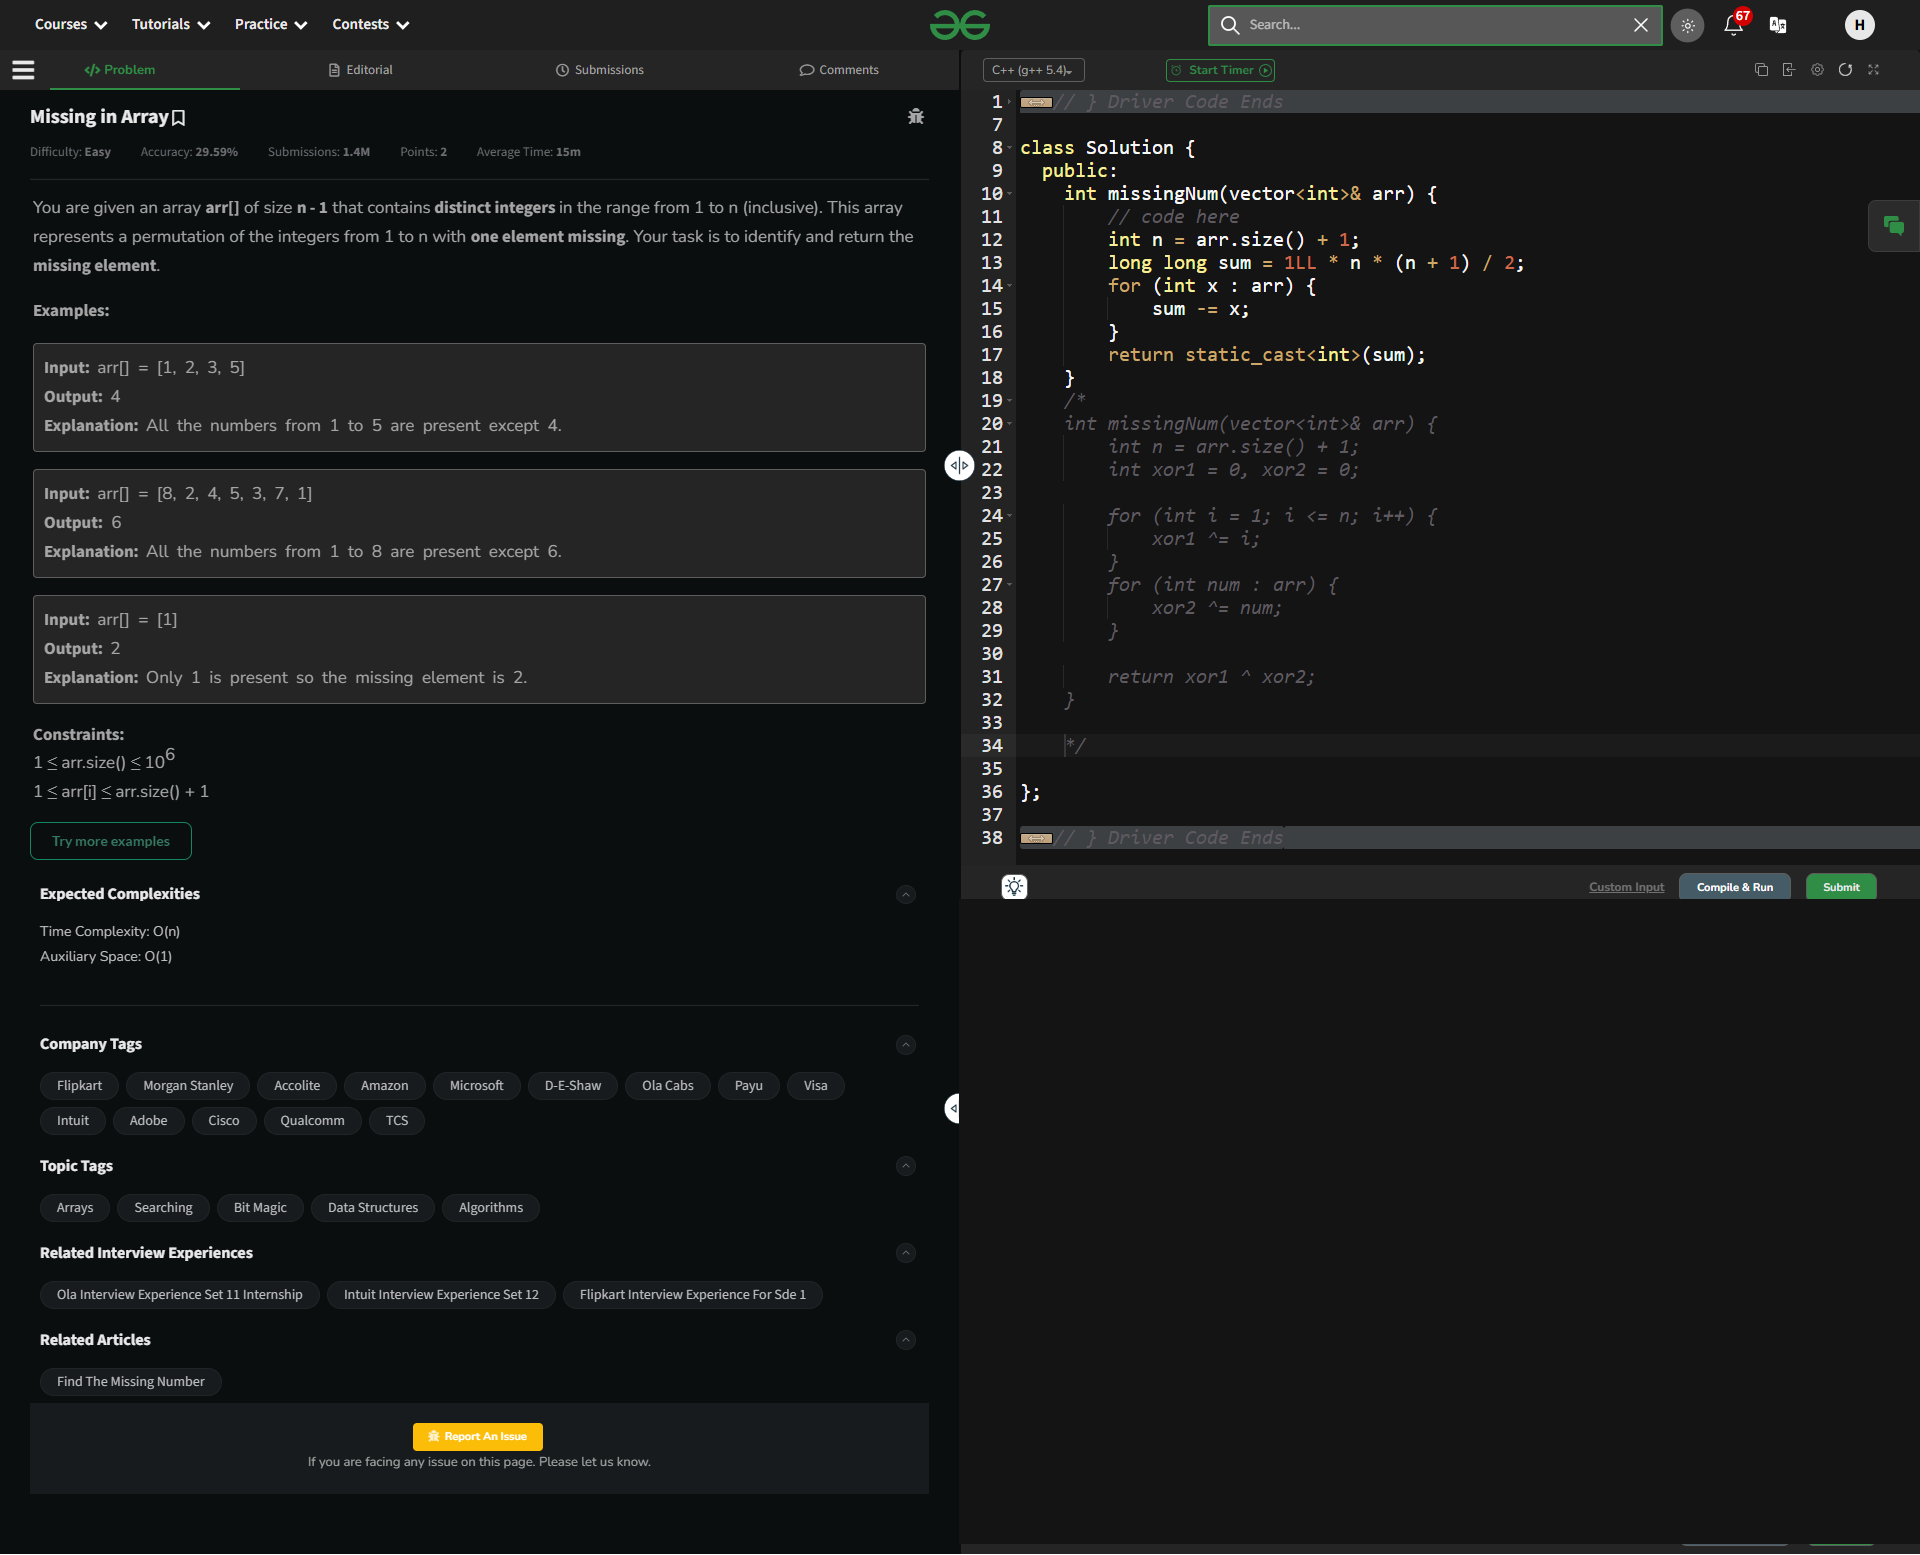 Courses Tutorials Practice Contests
Search...
67
H
Problem Editorial Submissions Comments
Missing in Array
Difficulty: Easy Accuracy: 29.59% Submissions: 1.4M Points: 2 Average Time: 15m
You are given an array arr[] of size n - 1 that contains distinct integers in the range from 1 to n (inclusive). This array
represents a permutation of the integers from 1 to n with one element missing. Your task is to identify and return the
missing element.
Examples:
Input: arr[] = [1, 2, 3, 5]
Output: 4
Explanation: All the numbers from 1 to 5 are present except 4.
Input: arr[] = [8, 2, 4, 5, 3, 7, 1]
Output: 6
Explanation: All the numbers from 1 to 8 are present except 6.
Input: arr[] = [1]
Output: 2
Explanation: Only 1 is present so the missing element is 2.
Constraints:
1 ≤ arr.size() ≤ 10^6
1 ≤ arr[i] ≤ arr.size() + 1
Try more examples
Expected Complexities
Time Complexity: O(n)
Auxiliary Space: O(1)
Company Tags
Flipkart Morgan Stanley Accolite Amazon Microsoft D-E-Shaw Ola Cabs Payu Visa
Intuit Adobe Cisco Qualcomm TCS
Topic Tags
Arrays Searching Bit Magic Data Structures Algorithms
Related Interview Experiences
Ola Interview Experience Set 11 Internship Intuit Interview Experience Set 12 Flipkart Interview Experience For Sde 1
Related Articles
Find The Missing Number
Report An Issue
If you are facing any issue on this page. Please let us know.
C++ (g++ 5.4) Start Timer
1 // } Driver Code Ends
7
8 class Solution {
9 public:
10 int missingNum(vector<int>& arr) {
11 // code here
12 int n = arr.size() + 1;
13 long long sum = 1LL * n * (n + 1) / 2;
14 for (int x : arr) {
15 sum -= x;
16 }
17 return static_cast<int>(sum);
18 }
19 /*
20 int missingNum(vector<int>& arr) {
21 int n = arr.size() + 1;
22 int xor1 = 0, xor2 = 0;
23
24 for (int i = 1; i <= n; i++) {
25 xor1 ^= i;
26 }
27 for (int num : arr) {
28 xor2 ^= num;
29 }
30
31 return xor1 ^ xor2;
32 }
33
34 */
35
36 };
37
38 // } Driver Code Ends
Custom Input Compile & Run Submit